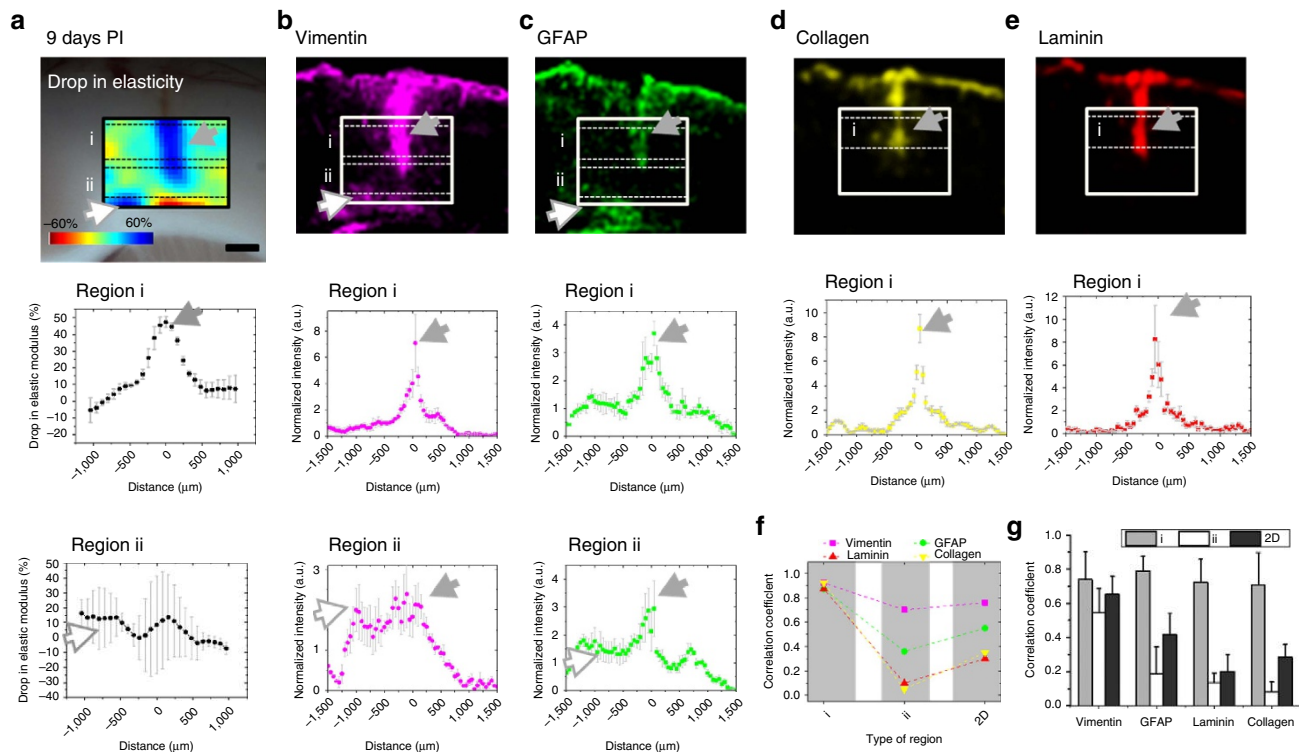 a
9 days PI
b
Vimentin
c
GFAP
d
Collagen
e
Laminin
Drop in elasticity
i
ii
–60%
60%
i
ii
i
ii
i
i
Region i
Drop in elastic modulus (%)
50
40
30
20
10
0
–10
–20
–1,000
–500
0
500
1,000
Distance (µm)
Region i
Normalized intensity (a.u.)
8
6
4
2
0
–1,500
–1,000
–500
0
500
1,000
1,500
Distance (µm)
Region i
Normalized intensity (a.u.)
4
3
2
1
0
–1,500
–1,000
–500
0
500
1,000
1,500
Distance (µm)
Region i
Normalized intensity (a.u.)
10
8
6
4
2
0
–1,500
–1,000
–500
0
500
1,000
1,500
Distance (µm)
Region i
Normalized intensity (a.u.)
12
10
8
6
4
2
0
–1,500
–1,000
–500
0
500
1,000
1,500
Distance (µm)
Region ii
Drop in elastic modulus (%)
50
40
30
20
10
0
–10
–20
–30
–40
–1,000
–500
0
500
1,000
Distance (µm)
Region ii
Normalized intensity (a.u.)
3
2
1
0
–1,500
–1,000
–500
0
500
1,000
1,500
Distance (µm)
Region ii
Normalized intensity (a.u.)
4
3
2
1
0
–1,500
–1,000
–500
0
500
1,000
1,500
Distance (µm)
f
Vimentin
GFAP
Laminin
Collagen
Correlation coefficient
1.0
0.8
0.6
0.4
0.2
0.0
i
ii
2D
Type of region
g
i
ii
2D
Correlation coefficient
1.0
0.8
0.6
0.4
0.2
0.0
Vimentin
GFAP
Laminin
Collagen